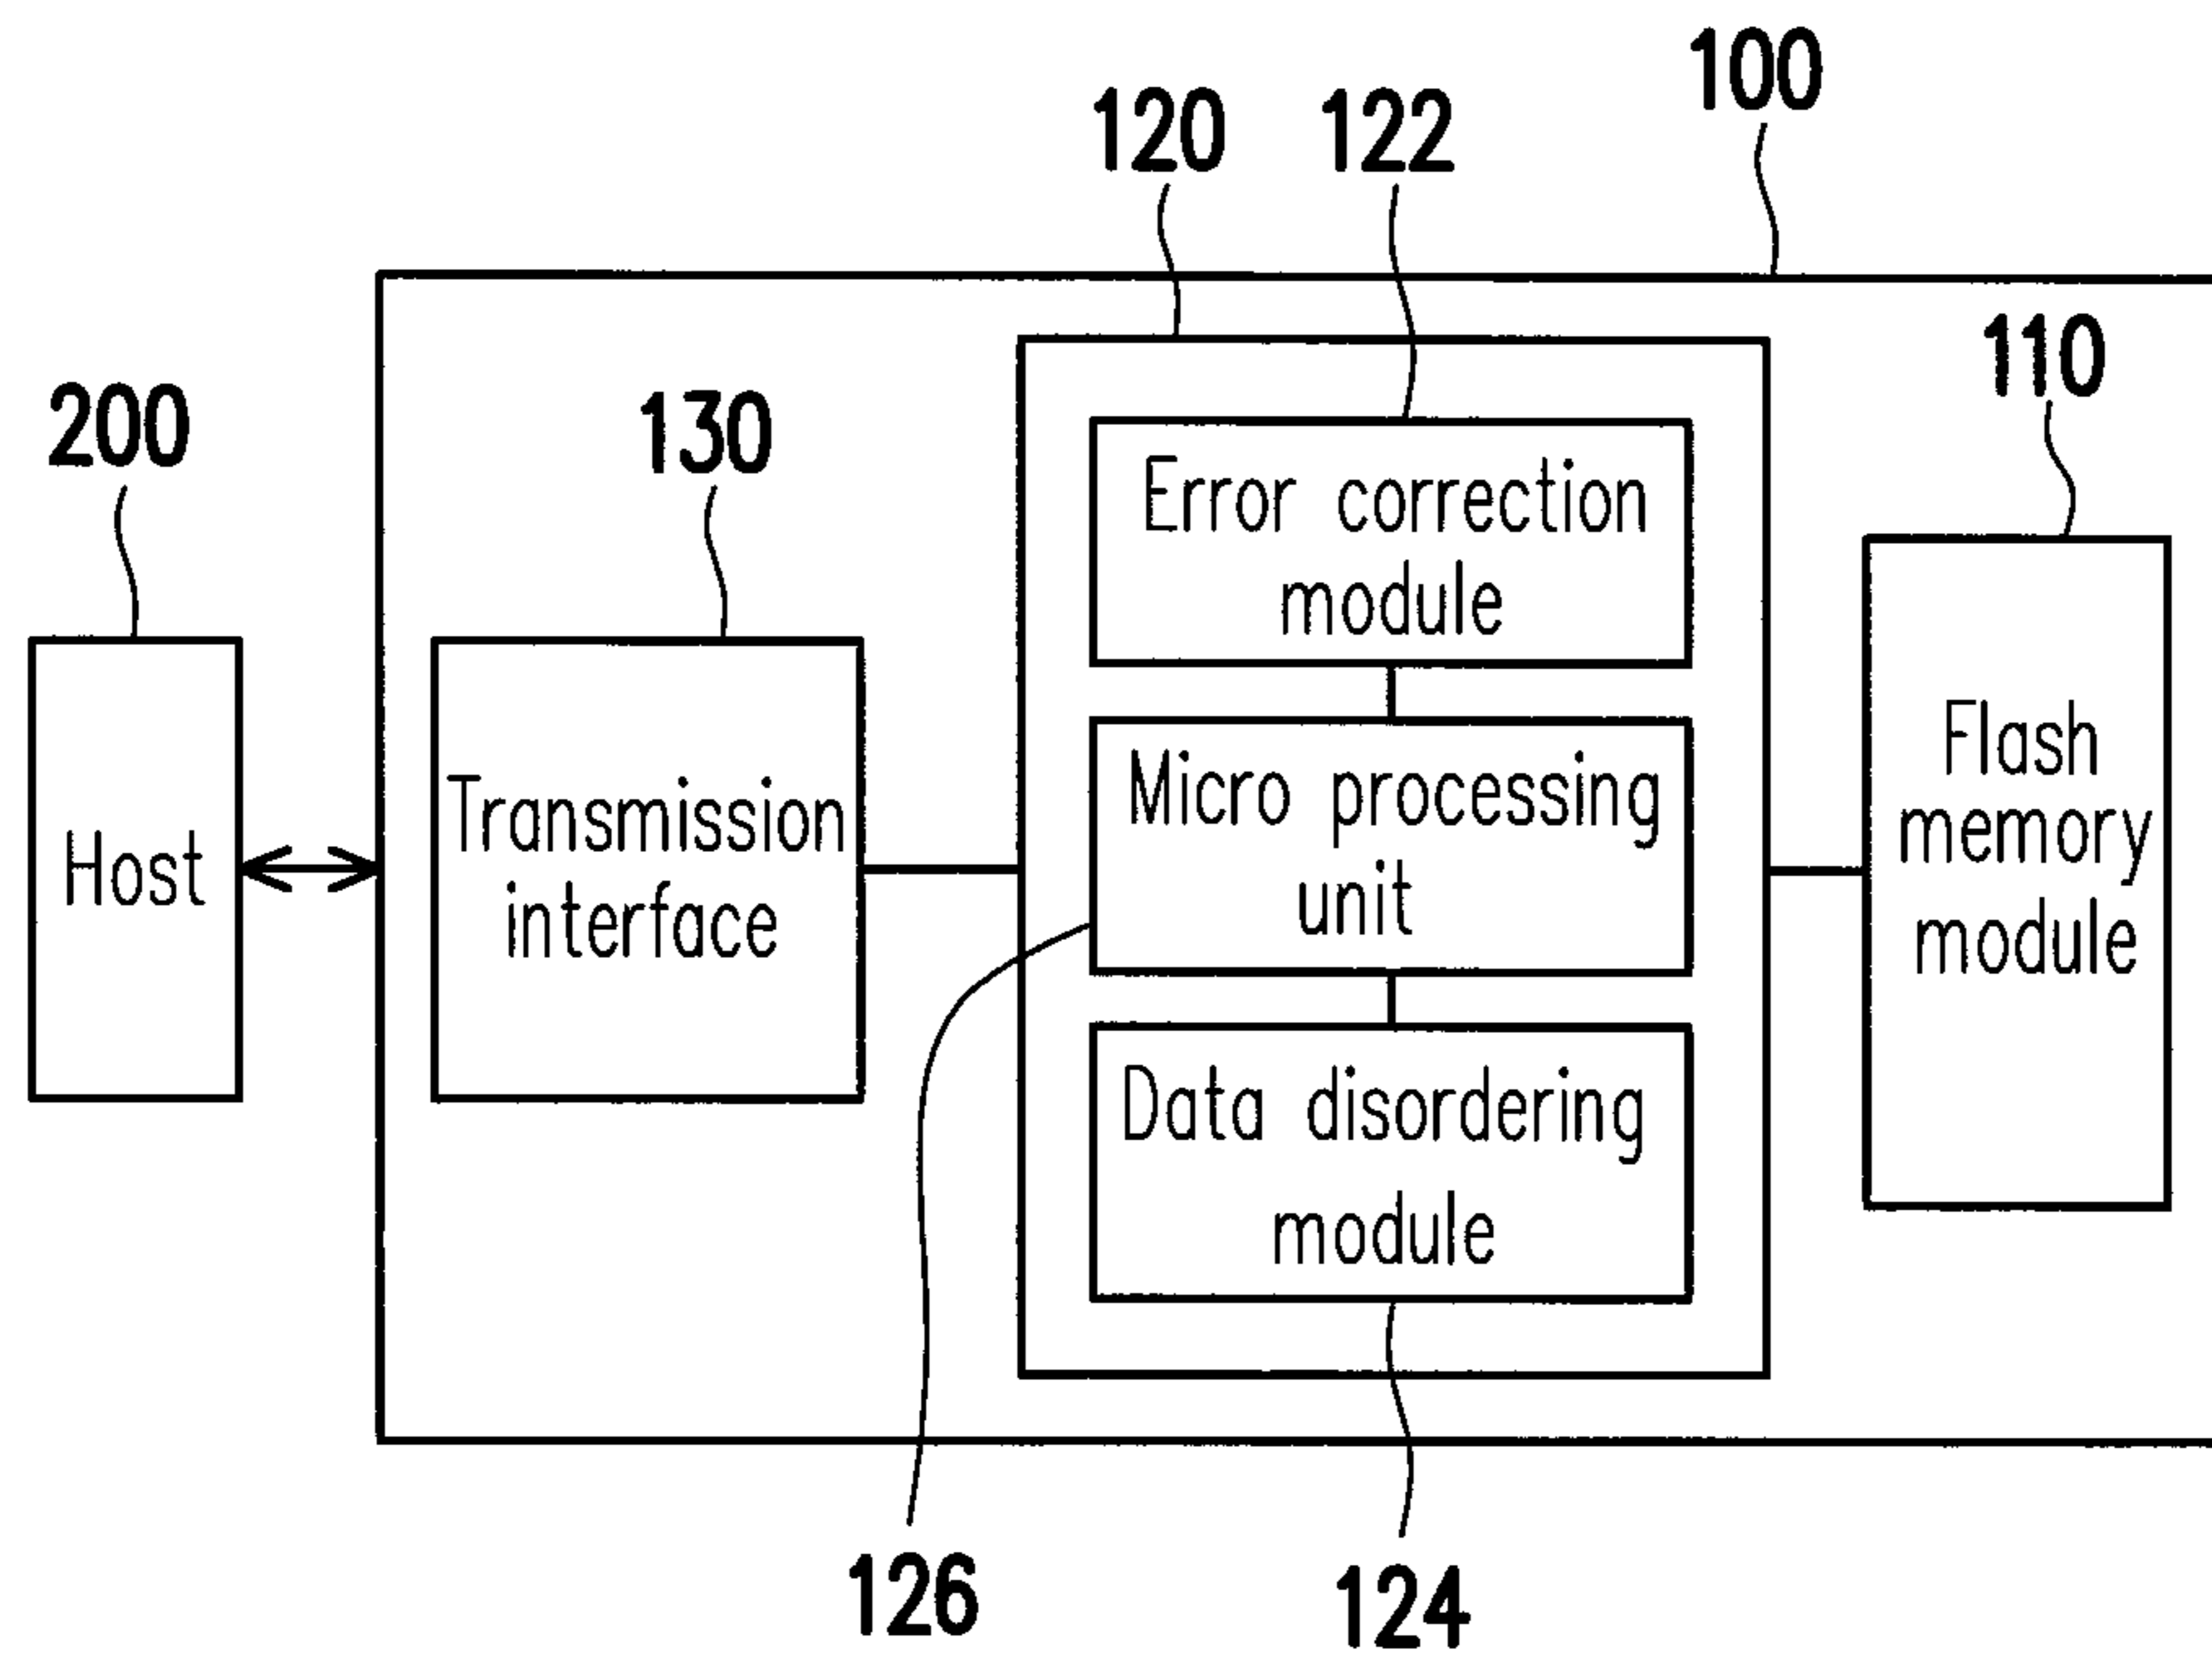 100
120
122
110
200
130
Error correction
module
Flash
memory
module
Micro processing
unit
Transmission
interface
Host
Data disordering
module
126
124